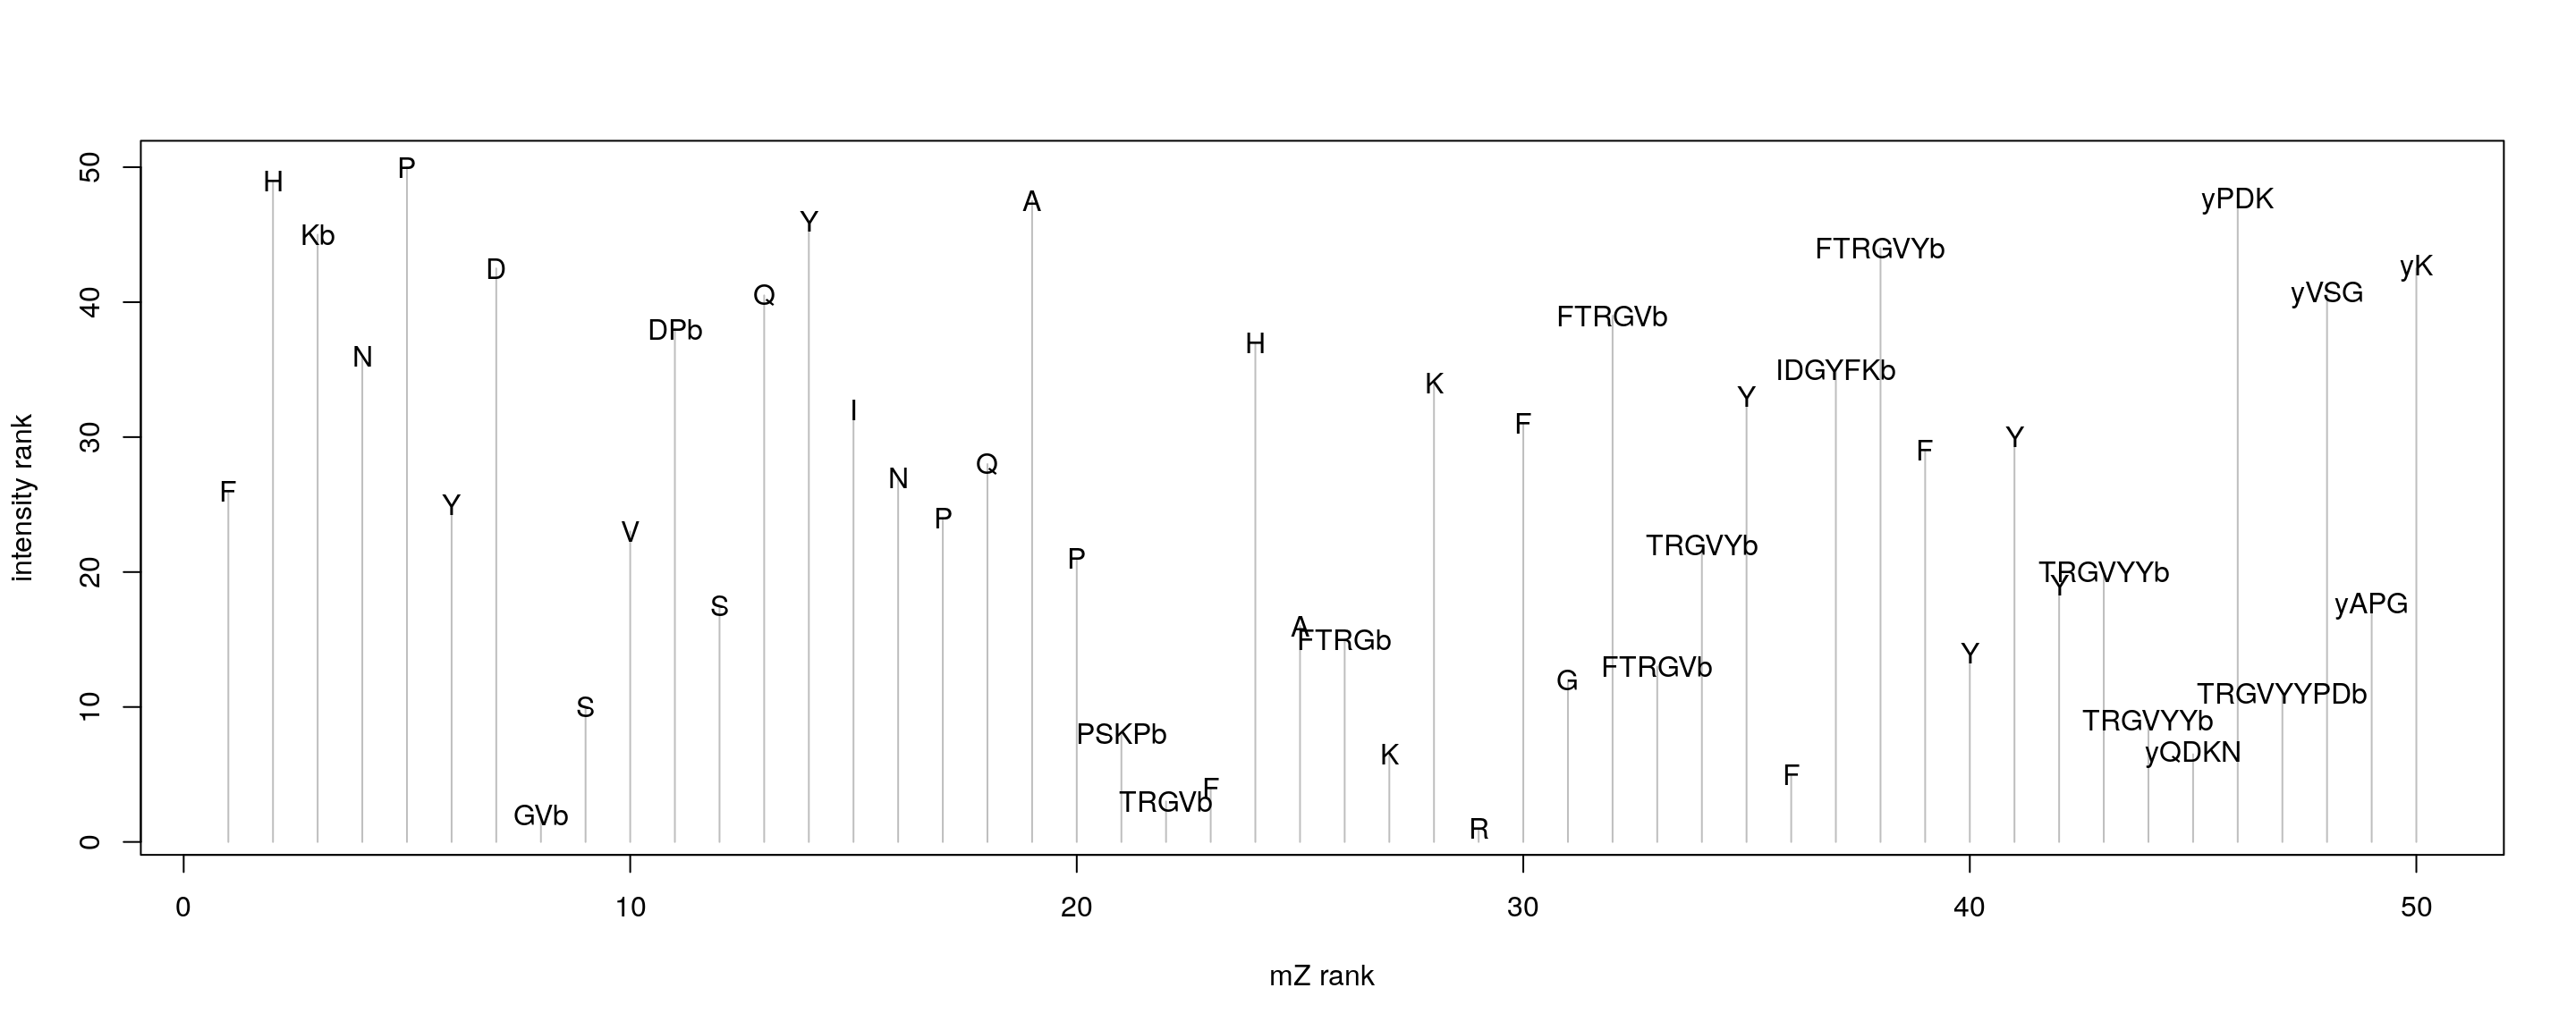 50
40
30
20
10
0
intensity rank
F
H
Kb
N
P
Y
D
GVb
S
V
DPb
S
Q
Y
I
N
P
Q
A
P
PSKPb
TRGVb
F
H
A
FTRGb
K
K
R
F
G
FTRGVb
FTRGVb
TRGVYb
Y
F
IDGYFKb
FTRGVYb
F
Y
Y
Y
TRGVYYb
TRGVYYb
yQDKN
yPDK
TRGVYYPDb
yVSG
yAPG
yK
0
10
20
30
40
50
mZ rank